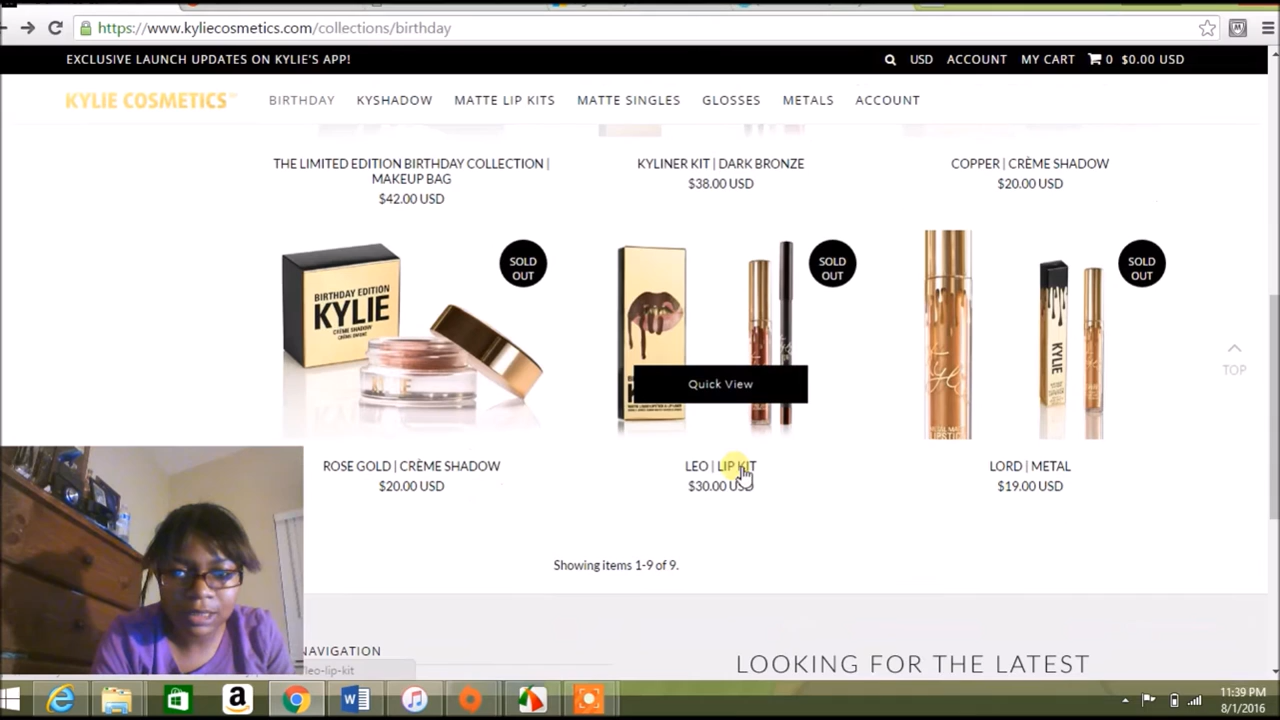 https://www.kyliecosmetics.com/collections/birthday
EXCLUSIVE LAUNCH UPDATES ON KYLIE'S APP!
USD ACCOUNT MY CART 0 $0.00 USD
KYLIE COSMETICS
BIRTHDAY KYSHADOW MATTE LIP KITS MATTE SINGLES GLOSSES METALS ACCOUNT
THE LIMITED EDITION BIRTHDAY COLLECTION |
MAKEUP BAG
$42.00 USD
KYLINER KIT | DARK BRONZE
$38.00 USD
COPPER | CRÈME SHADOW
$20.00 USD
BIRTHDAY EDITION
KYLIE
CRÈME SHADOW
SOLD
OUT
SOLD
OUT
Quick View
KYLIE
SOLD
OUT
ROSE GOLD | CRÈME SHADOW
$20.00 USD
LEO | LIP KIT
$30.00 USD
LORD | METAL
$19.00 USD
TOP
Showing items 1-9 of 9.
NAVIGATION
leo-lip-kit
LOOKING FOR THE LATEST
11:39 PM
8/1/2016